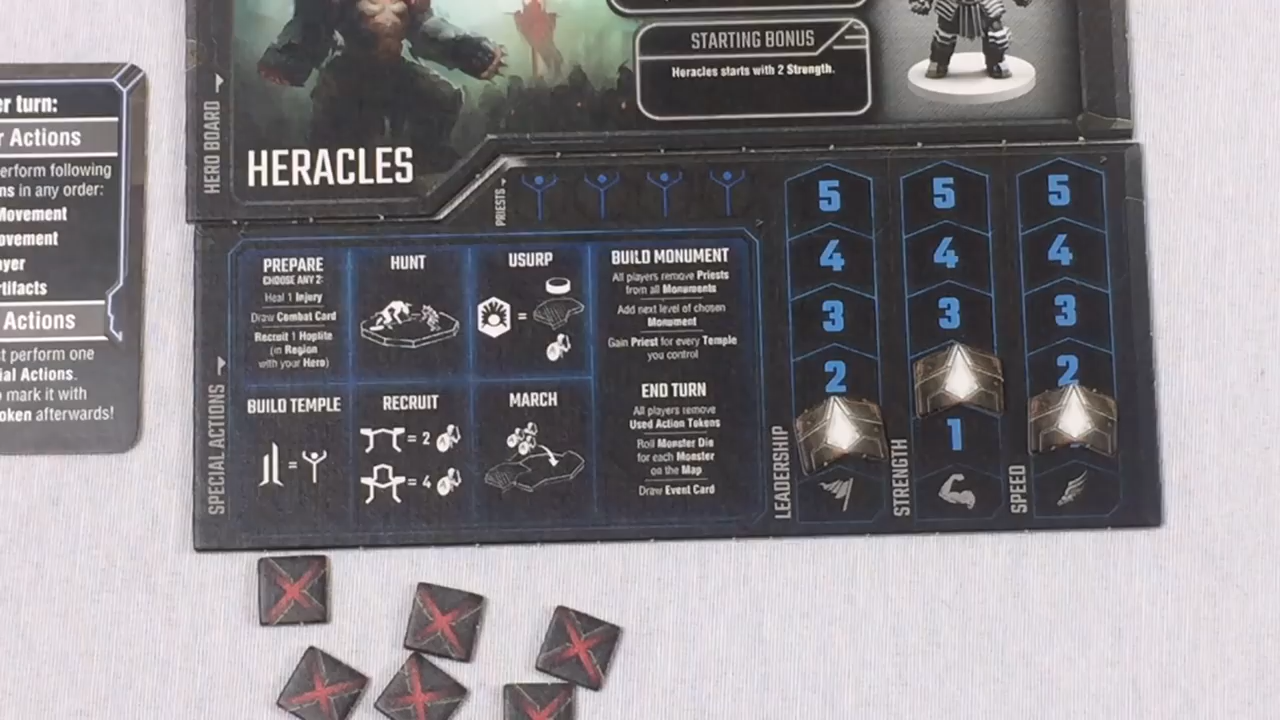 er turn:
r Actions
erform following
ns in any order:
Movement
ovement
ayer
rtifacts
Actions
t perform one
ial Actions.
o mark it with
oken afterwards!
HERO BOARD
HERACLES
STARTING BONUS
Heracles starts with 2 Strength.
PRIESTS
SPECIAL ACTIONS
PREPARE
CHOOSE ANY 2:
Heal 1 Injury
Draw Combat Card
Recruit 1 Hoplite
(in Region
with your Hero)
HUNT
USURP
=
BUILD MONUMENT
All players remove Priests
from all Monuments
Add next level of chosen
Monument
Gain Priest for every Temple
you control
BUILD TEMPLE
=
RECRUIT
= 2
= 4
MARCH
END TURN
All players remove
Used Action Tokens
Roll Monster Die
for each Monster
on the Map
Draw Event Card
LEADERSHIP
5
4
3
2
STRENGTH
5
4
3
1
SPEED
5
4
3
2